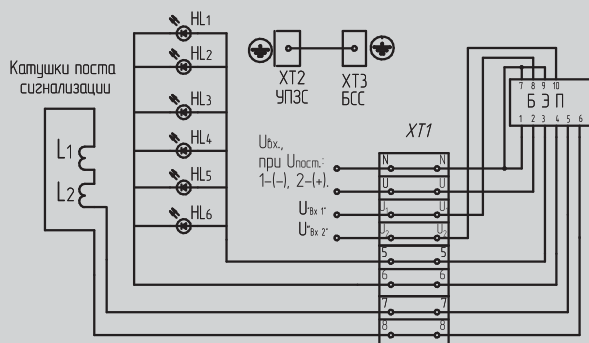 HL1
HL2
HL3
HL4
HL5
HL6
Катушки поста
сигнализации
L1
L2
XT2
УПЗС
XT3
БСС
Uвх.,
при Uпост.:
1-(-), 2-(+).
U"Вх 1"
U"Вх 2"
XT1
N N
U U
U₁ U
U₂ U₂
5 5
6 6
7 7
8 8
7 8 9 10
БЭП
1 2 3 4 5 6